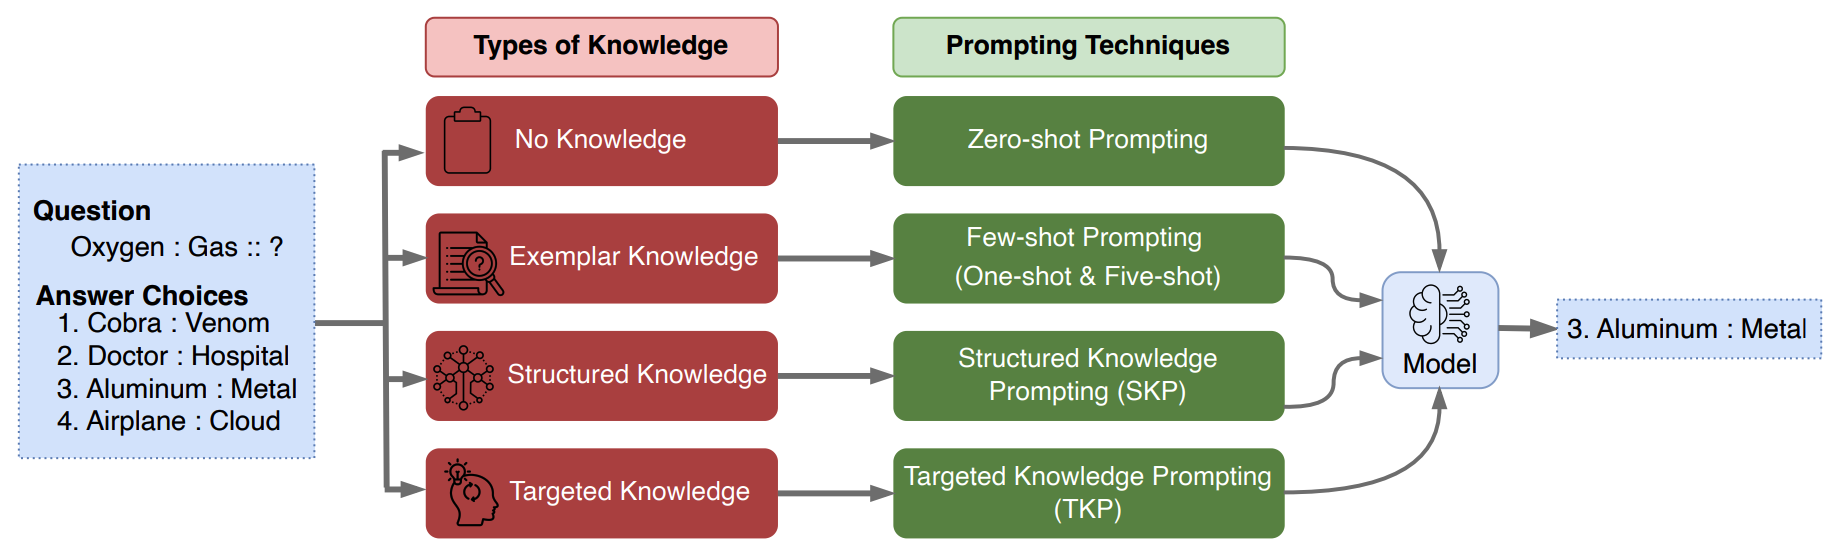 Types of Knowledge
Prompting Techniques
Question
Oxygen : Gas :: ?
Answer Choices
1. Cobra : Venom
2. Doctor : Hospital
3. Aluminum : Metal
4. Airplane : Cloud
No Knowledge
Zero-shot Prompting
Exemplar Knowledge
Few-shot Prompting
(One-shot & Five-shot)
Structured Knowledge
Structured Knowledge
Prompting (SKP)
Targeted Knowledge
Targeted Knowledge Prompting
(TKP)
?
Model
3. Aluminum : Metal